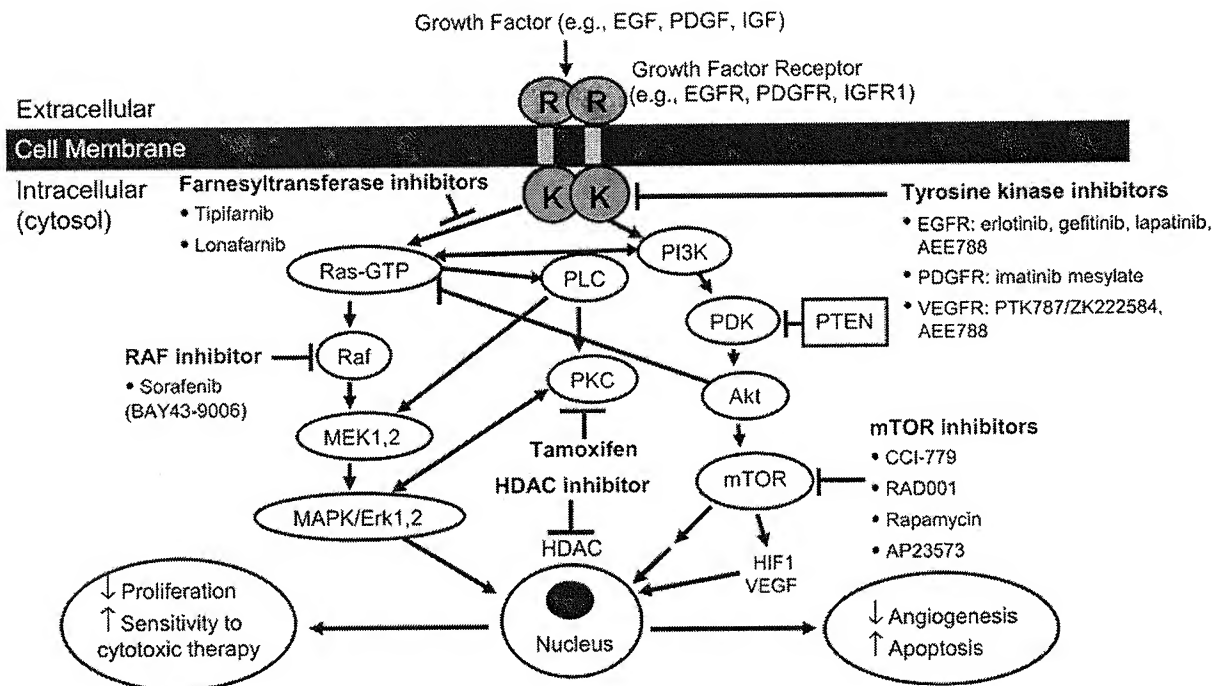 Growth Factor (e.g., EGF, PDGF, IGF)
Growth Factor Receptor
(e.g., EGFR, PDGFR, IGFR1)
R R
Extracellular
Cell Membrane
Intracellular
(cytosol)
K K
Farnesyltransferase inhibitors
• Tipifarnib
• Lonafarnib
Tyrosine kinase inhibitors
• EGFR: erlotinib, gefitinib, lapatinib,
AEE788
• PDGFR: imatinib mesylate
• VEGFR: PTK787/ZK222584,
AEE788
Ras-GTP
PLC
PI3K
PDK
PTEN
RAF inhibitor
• Sorafenib
(BAY43-9006)
Raf
PKC
Akt
MEK1,2
Tamoxifen
mTOR inhibitors
• CCI-779
• RAD001
• Rapamycin
• AP23573
mTOR
HDAC inhibitor
MAPK/Erk1,2
HDAC
HIF1
VEGF
Nucleus
↓ Proliferation
↑ Sensitivity to
cytotoxic therapy
↓ Angiogenesis
↑ Apoptosis